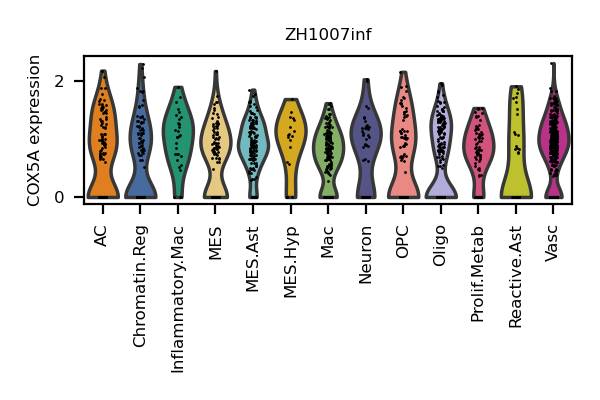 ZH1007inf
COX5A expression
2
0
AC
Chromatin.Reg
Inflammatory.Mac
MES
MES.Ast
MES.Hyp
Mac
Neuron
OPC
Oligo
Prolif.Metab
Reactive.Ast
Vasc